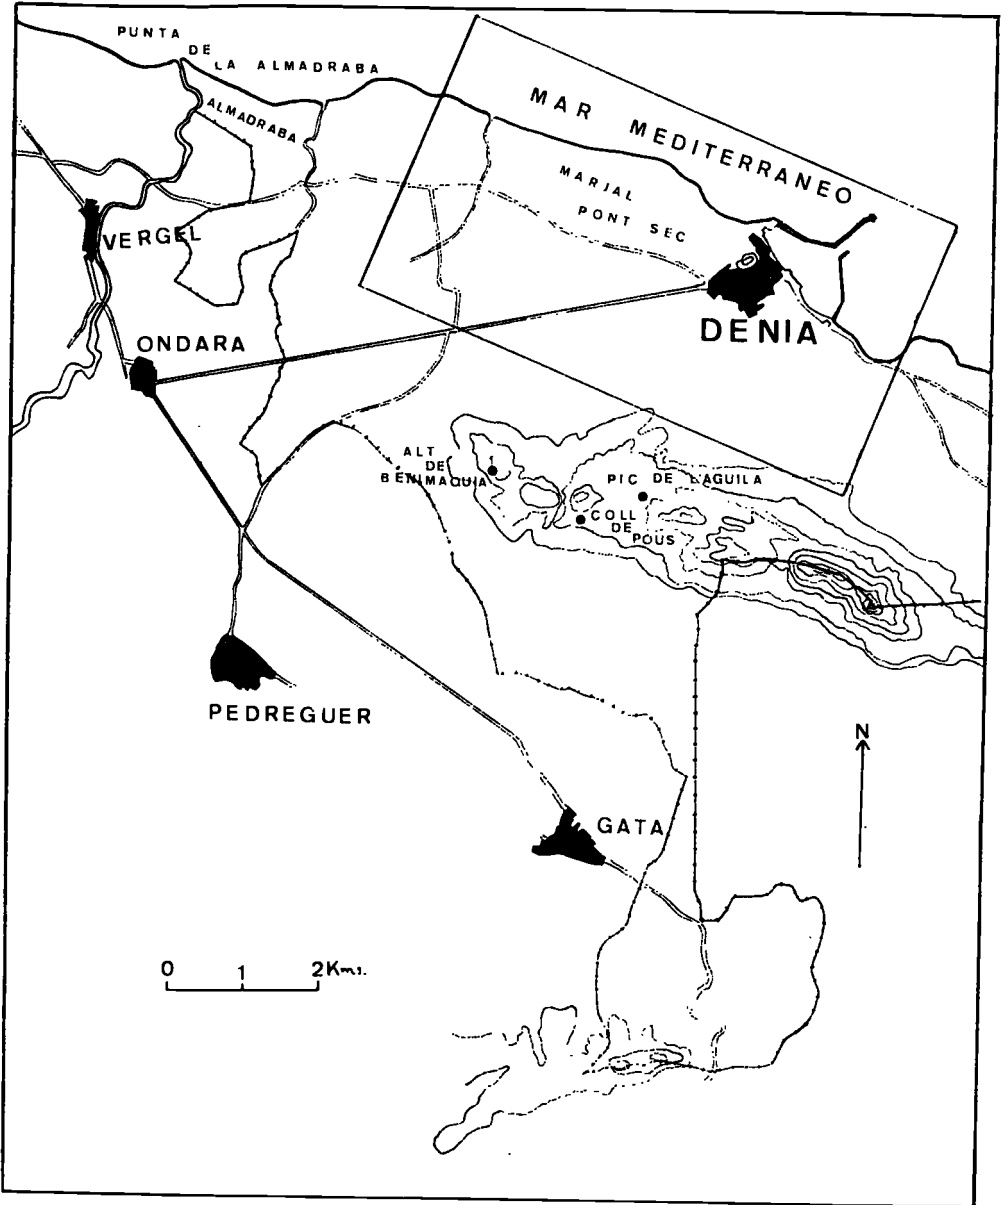 PUNTA
DE
LA ALMADRABA
ALMADRABA
MAR MEDITERRANEO
MARJAL
PONT SEC
VERGEL
DENIA
ONDARA
ALT
DE
BENIMAQUIA
PIC DE L'AGUILA
COLL
DE
POUS
PEDREGUER
N
GATA
0 1 2Kms.